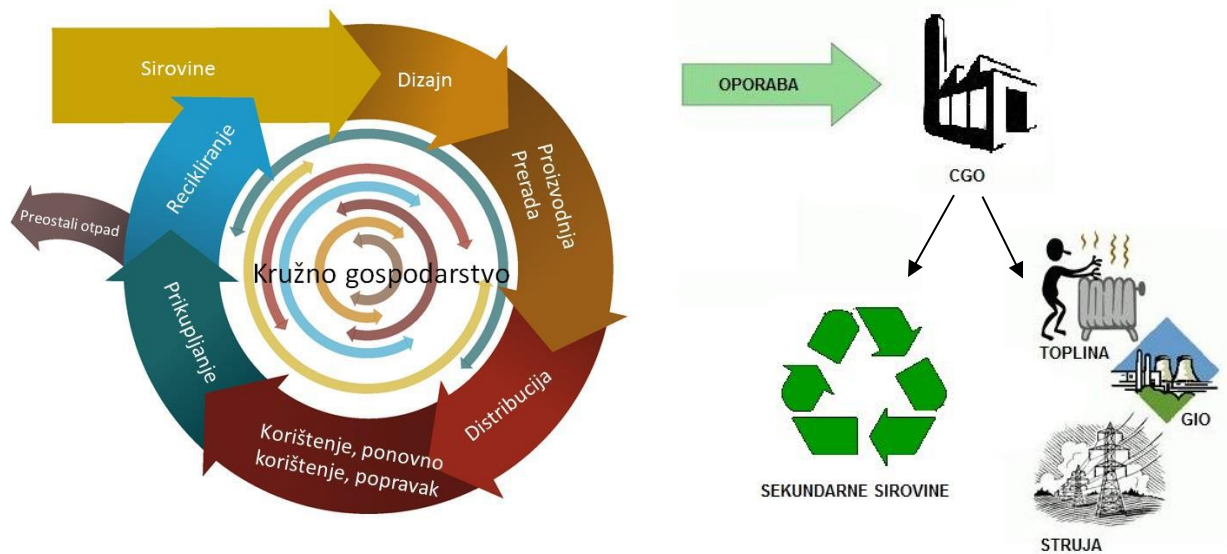 Sirovine
Dizajn
Proizvodnja
Prerada
Distribucija
Korištenje, ponovno
korištenje, popravak
Prikupljanje
Recikliranje
Preostali otpad
Kružno gospodarstvo
OPORABA
CGO
SEKUNDARNE SIROVINE
TOPLINA
GIO
STRUJA